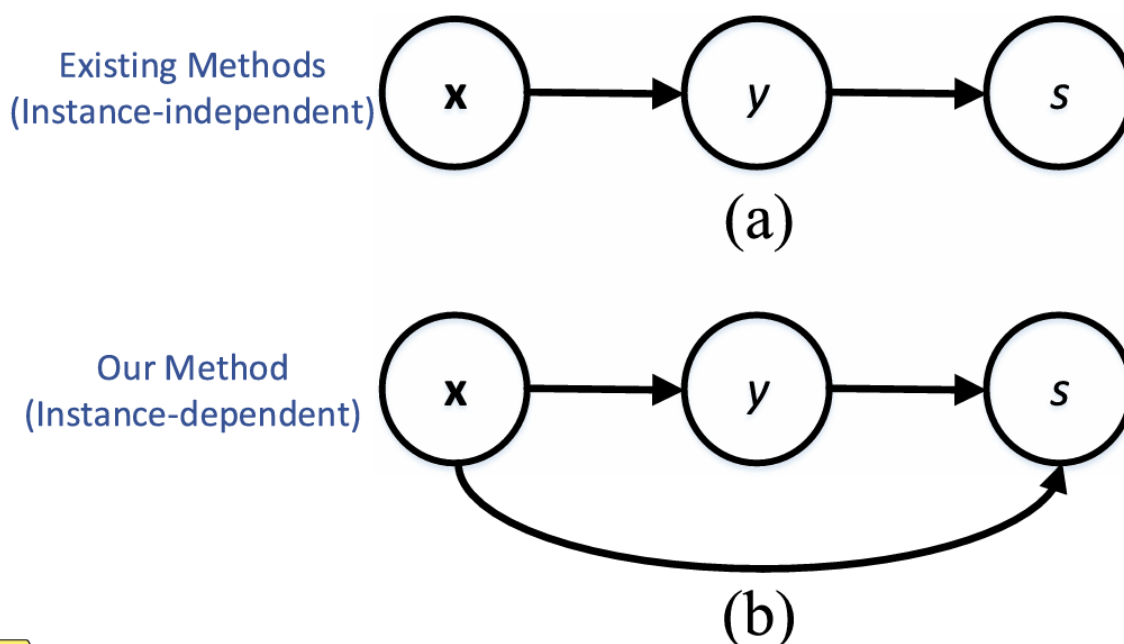 Existing Methods
(Instance-independent)
x
y
s
(a)
Our Method
(Instance-dependent)
x
y
s
(b)